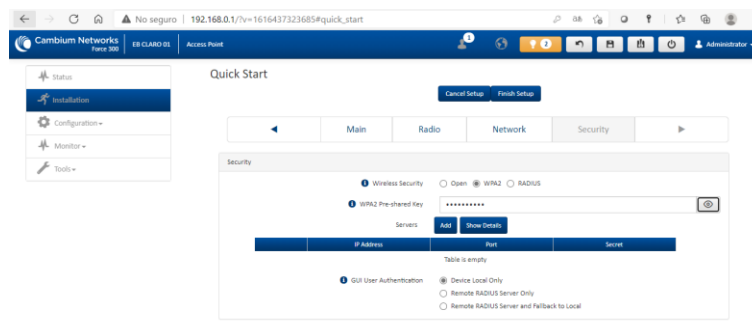 No seguro | 192.168.0.1/?v=1616437323685#quick_start
Cambium Networks
Force 300
EB CLARO 01
Access Point
1
2
Administrator
Status
Installation
Configuration
Monitor
Tools
Quick Start
Cancel Setup
Finish Setup
Main
Radio
Network
Security
Security
Wireless Security
Open
WPA2
RADIUS
WPA2 Pre-shared Key
••••••••••
Servers
Add
Show Details
IP Address
Port
Secret
Table is empty
GUI User Authentication
Device Local Only
Remote RADIUS Server Only
Remote RADIUS Server and Fallback to Local